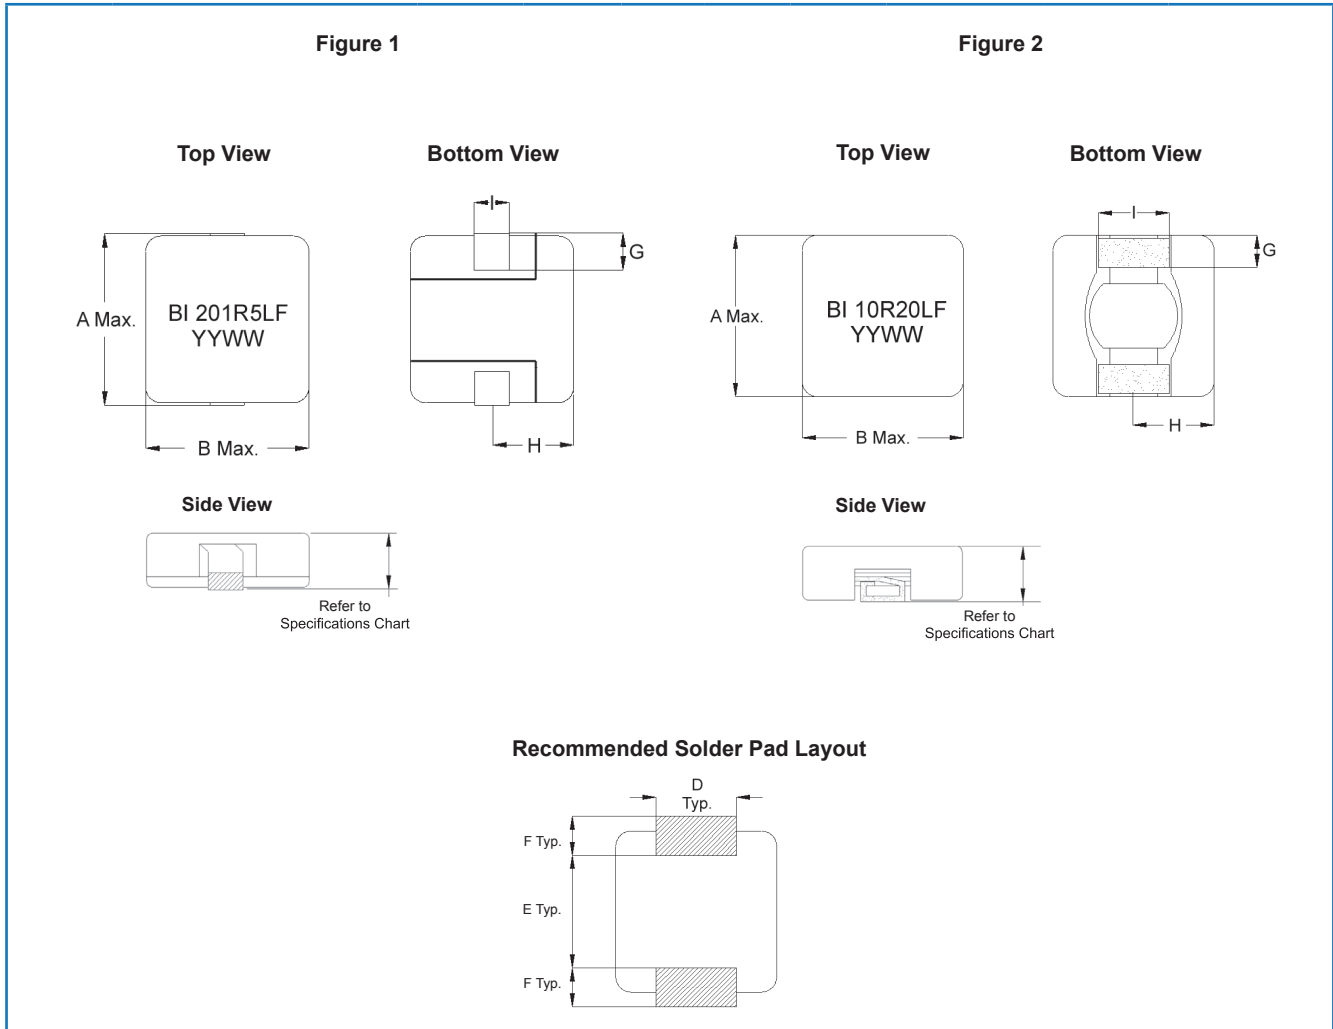 Figure 1
Top View
Bottom View
I
G
A Max.
BI 201R5LF
YYWW
B Max.
H
Side View
Refer to
Specifications Chart
Figure 2
Top View
Bottom View
I
G
A Max.
BI 10R20LF
YYWW
B Max.
H
Side View
Refer to
Specifications Chart
Recommended Solder Pad Layout
D
Typ.
F Typ.
E Typ.
F Typ.